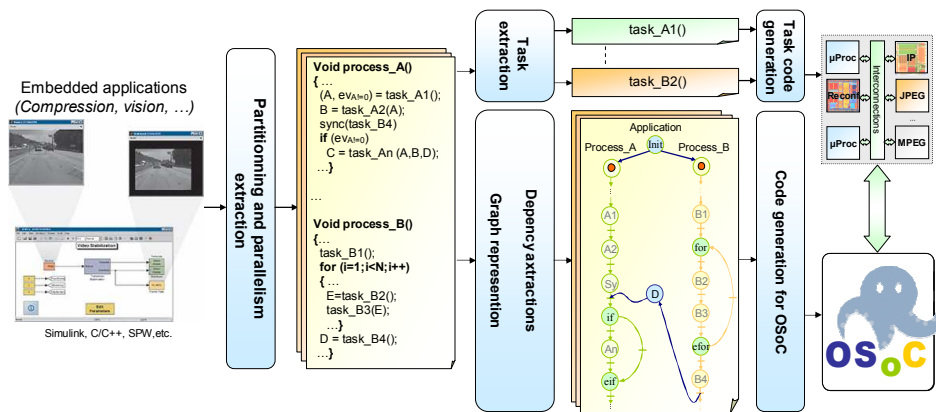 Embedded applications
(Compression, vision, …)
Video Stabilization
Simulink, C/C++, SPW,etc.
Partitionning and parallelism
extraction
Void process_A()
{ …
(A, evA!=0) = task_A1();
B = task_A2(A);
sync(task_B4)
if (evA!=0)
C = task_An (A,B,D);
…}
…
Void process_B()
{…
task_B1();
for (i=1;i<N;i++)
{ …
E=task_B2();
task_B3(E);
…}
D = task_B4();
…}
Task
extraction
task_A1()
task_B2()
Task code
generation
Depency axtractions
Graph represention
Application
Process_A
Process_B
Init
A1
A2
Sy
if
An
eif
D
B1
for
B2
B3
efor
B4
Code generation for OSoC
µProc
Reconf
µProc
Interconnections
IP
JPEG
...
MPEG
OSoC